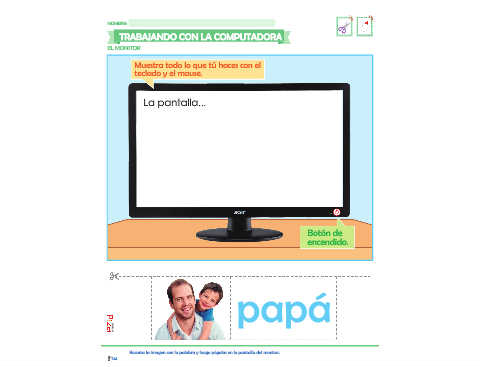 NOMBRE:
TRABAJANDO CON LA COMPUTADORA
EL MONITOR
Muestra todo lo que tú haces con el
teclado y el mouse.
La pantalla...
acer
Botón de
encendido.
papá
Recorta la imagen con la palabra y luego pégalas en la pantalla del monitor.